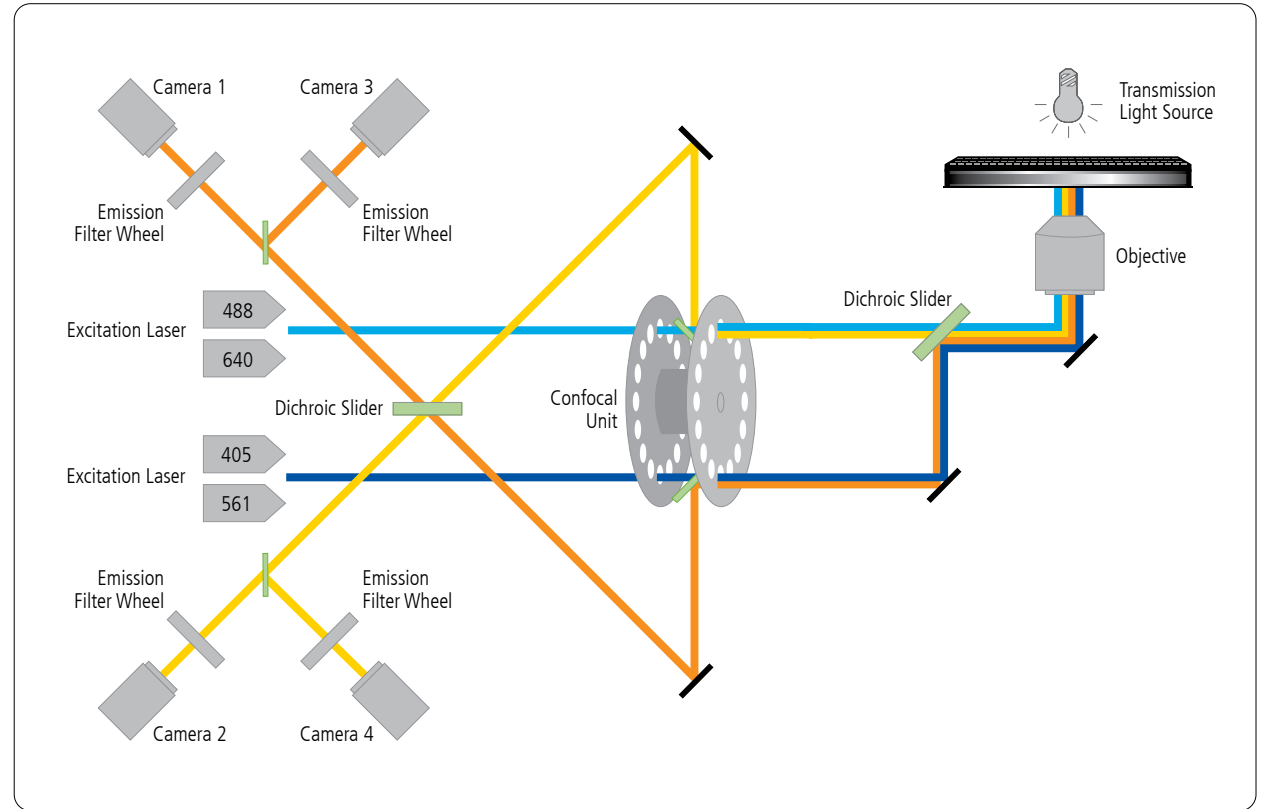 Camera 1
Camera 3
Transmission
Light Source
Emission
Filter Wheel
Emission
Filter Wheel
Objective
Dichroic Slider
488
Excitation Laser
640
Dichroic Slider
Confocal
Unit
405
Excitation Laser
561
Emission
Filter Wheel
Emission
Filter Wheel
Camera 2
Camera 4